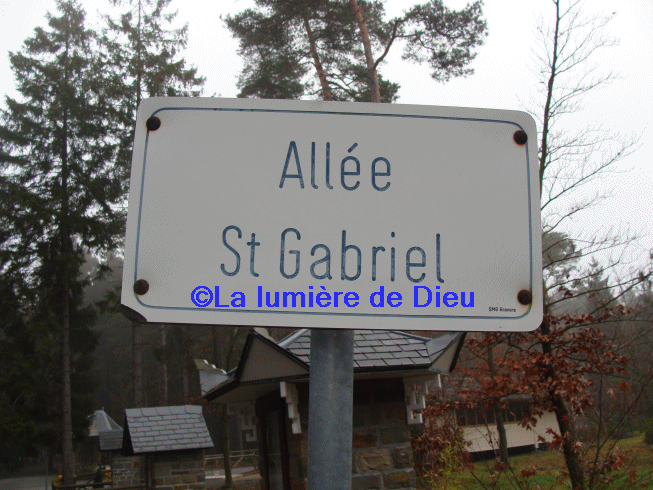 Allée
St Gabriel
©La lumière de Dieu